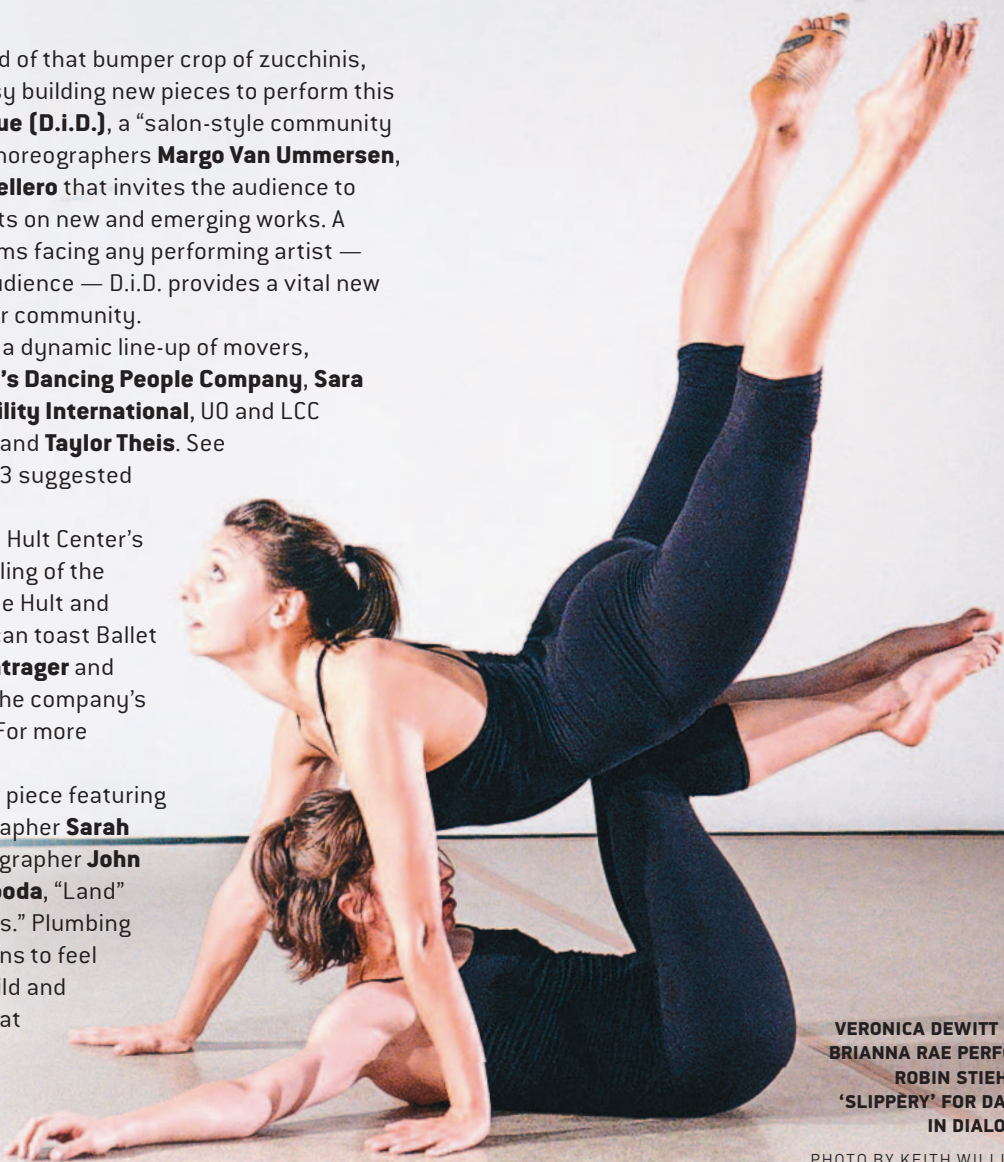 d of that bumper crop of zucchinis,
sy building new pieces to perform this
ue (D.i.D.), a “salon-style community
horeographers Margo Van Ummersen,
ellero that invites the audience to
ts on new and emerging works. A
ms facing any performing artist —
udience — D.i.D. provides a vital new
r community.
a dynamic line-up of movers,
’s Dancing People Company, Sara
ility International, UO and LCC
and Taylor Theis. See
3 suggested
Hult Center’s
ling of the
e Hult and
can toast Ballet
trager and
he company’s
For more
piece featuring
apher Sarah
grapher John
oda, “Land”
s.” Plumbing
ns to feel
ild and
at
VERONICA DEWITT
BRIANNA RAE PERFO
ROBIN STIEH
‘SLIPPERY’ FOR DA
IN DIALO
PHOTO BY KEITH WILLI